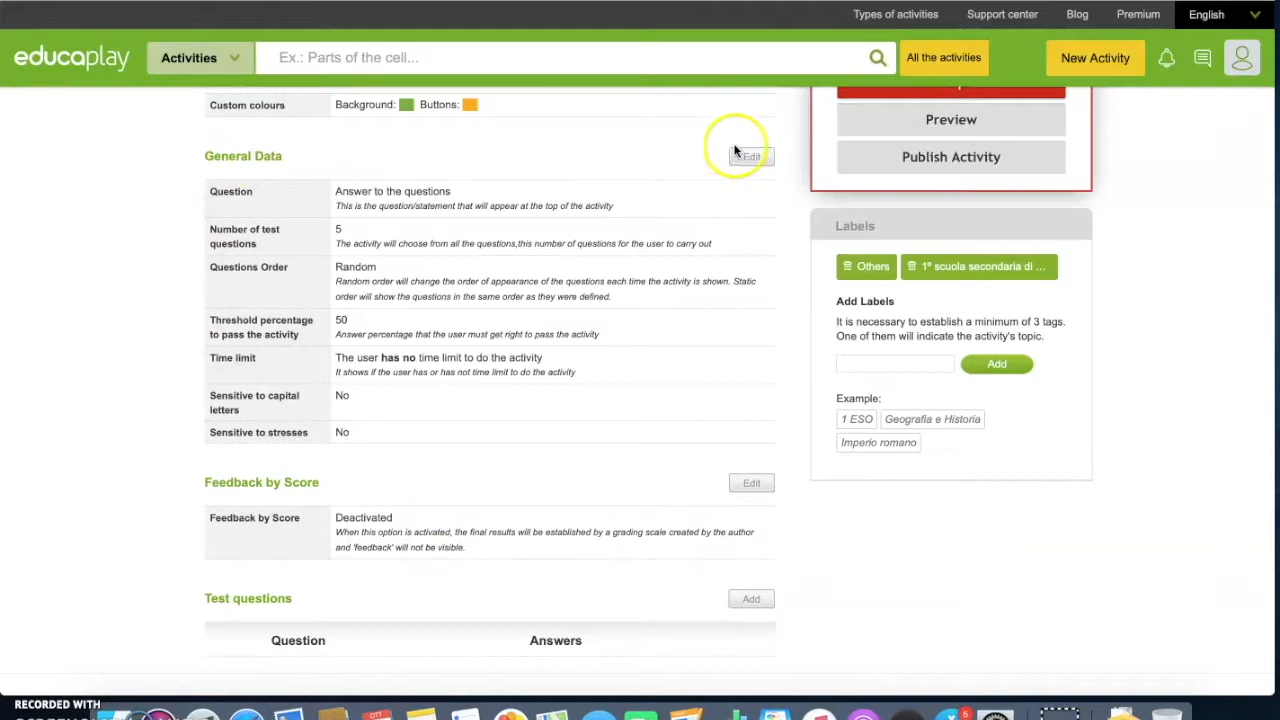 Types of activities Support center Blog Premium English
educaplay Activities Ex.: Parts of the cell... All the activities New Activity
Custom colours Background: Buttons:
Preview
Publish Activity
General Data Edit
Question Answer to the questions
This is the question/statement that will appear at the top of the activity
Number of test questions 5
The activity will choose from all the questions,this number of questions for the user to carry out
Questions Order Random
Random order will change the order of appearance of the questions each time the activity is shown. Static
order will show the questions in the same order as they were defined.
Threshold percentage
to pass the activity 50
Answer percentage that the user must get right to pass the activity
Time limit The user has no time limit to do the activity
It shows if the user has or has not time limit to do the activity
Sensitive to capital
letters No
Sensitive to stresses No
Feedback by Score Edit
Feedback by Score Deactivated
When this option is activated, the final results will be established by a grading scale created by the author
and 'feedback' will not be visible.
Test questions Add
Question Answers
Labels
Others 1º scuola secondaria di ...
Add Labels
It is necessary to establish a minimum of 3 tags.
One of them will indicate the activity's topic.
Add
Example:
1 ESO Geografía e Historia
Imperio romano
RECORDED WITH